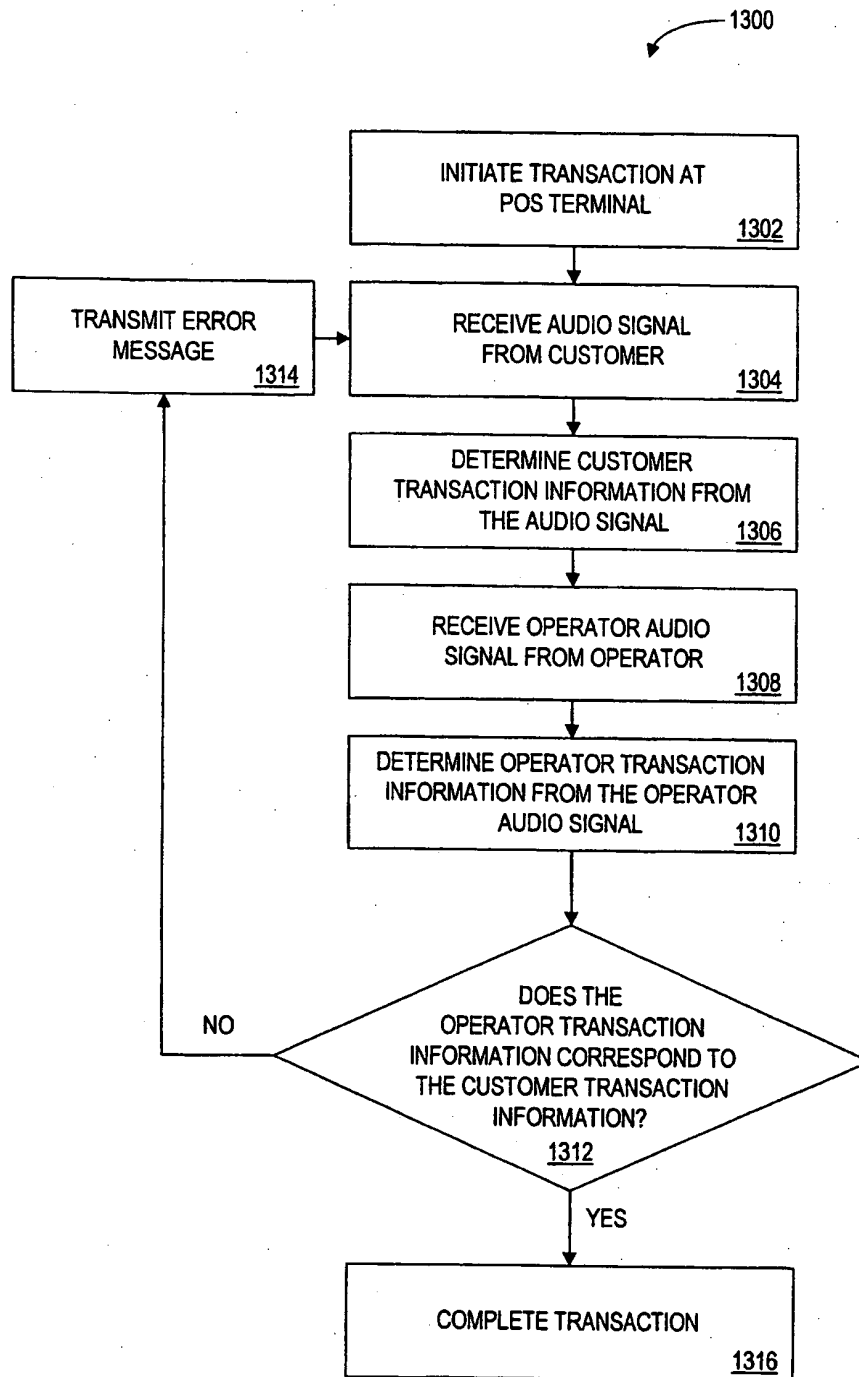 1300
INITIATE TRANSACTION AT
POS TERMINAL
1302
TRANSMIT ERROR
MESSAGE
1314
RECEIVE AUDIO SIGNAL
FROM CUSTOMER
1304
DETERMINE CUSTOMER
TRANSACTION INFORMATION FROM
THE AUDIO SIGNAL
1306
RECEIVE OPERATOR AUDIO
SIGNAL FROM OPERATOR
1308
DETERMINE OPERATOR TRANSACTION
INFORMATION FROM THE OPERATOR
AUDIO SIGNAL
1310
NO
DOES THE
OPERATOR TRANSACTION
INFORMATION CORRESPOND TO
THE CUSTOMER TRANSACTION
INFORMATION?
1312
YES
COMPLETE TRANSACTION
1316